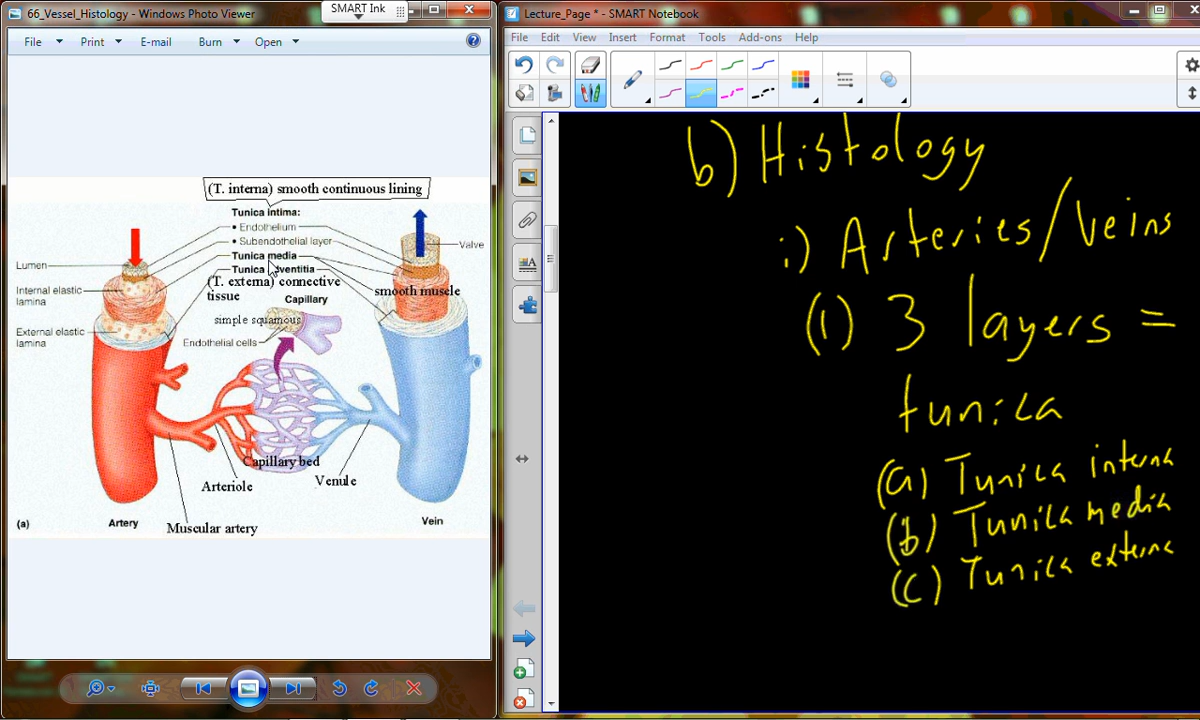 66_Vessel_Histology - Windows Photo Viewer
SMART Ink
File Print E-mail Burn Open
(T. interna) smooth continuous lining
Tunica intima:
• Endothelium
• Subendothelial layer
Tunica media
Tunica adventitia
(T. externa) connective
tissue
Capillary
smooth muscle
Valve
Lumen
Internal elastic
lamina
External elastic
lamina
simple squamous
Endothelial cells
Capillary bed
Arteriole
Venule
Muscular artery
(a)
Artery
Vein
Lecture_Page * - SMART Notebook
File Edit View Insert Format Tools Add-ons Help
b) Histology
i) Arteries/Veins
(1) 3 layers =
tunica
(a) Tunica interna
(b) Tunica media
(c) Tunica externa